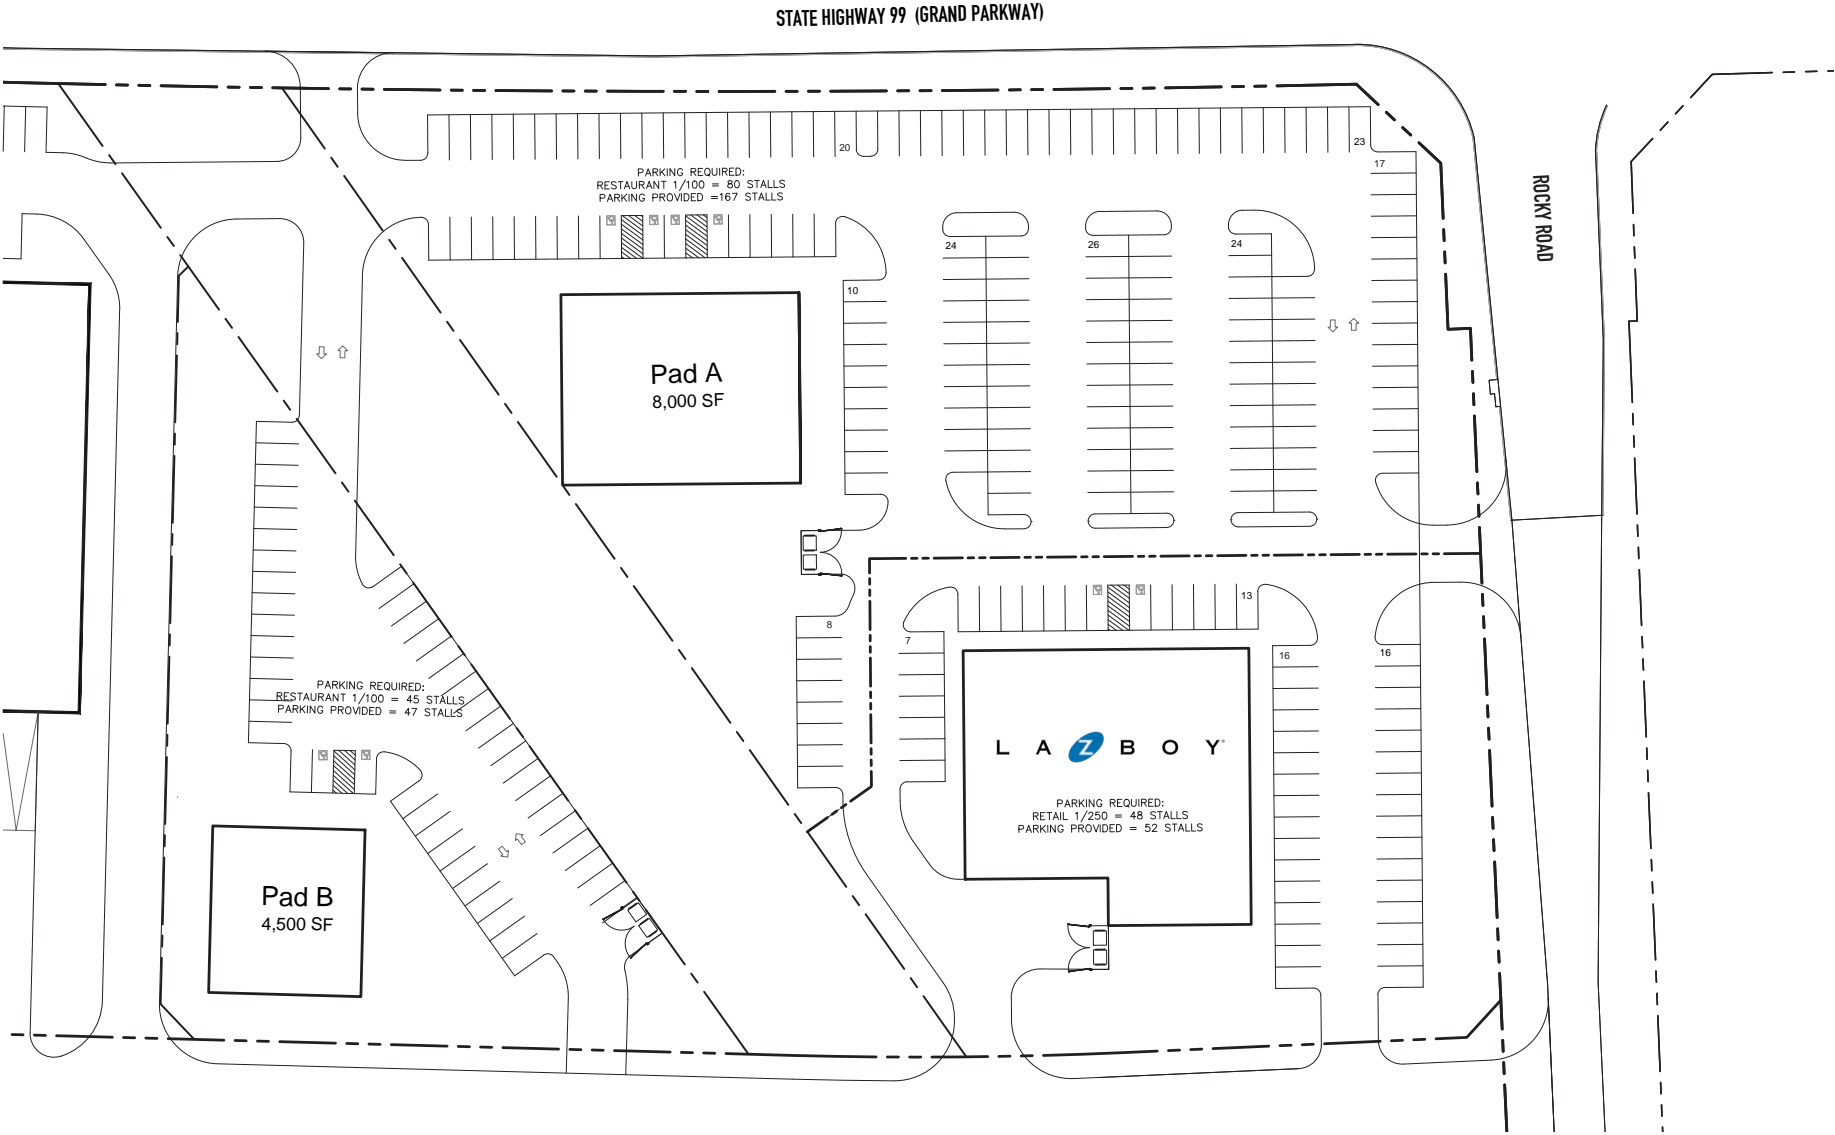 STATE HIGHWAY 99 (GRAND PARKWAY)
ROCKY ROAD
20
23
17
PARKING REQUIRED:
RESTAURANT 1/100 = 80 STALLS
PARKING PROVIDED =167 STALLS
24
26
24
10
Pad A
8,000 SF
8
7
13
16
16
PARKING REQUIRED:
RESTAURANT 1/100 = 45 STALLS
PARKING PROVIDED = 47 STALLS
LAZBOY
PARKING REQUIRED:
RETAIL 1/250 = 48 STALLS
PARKING PROVIDED = 52 STALLS
Pad B
4,500 SF